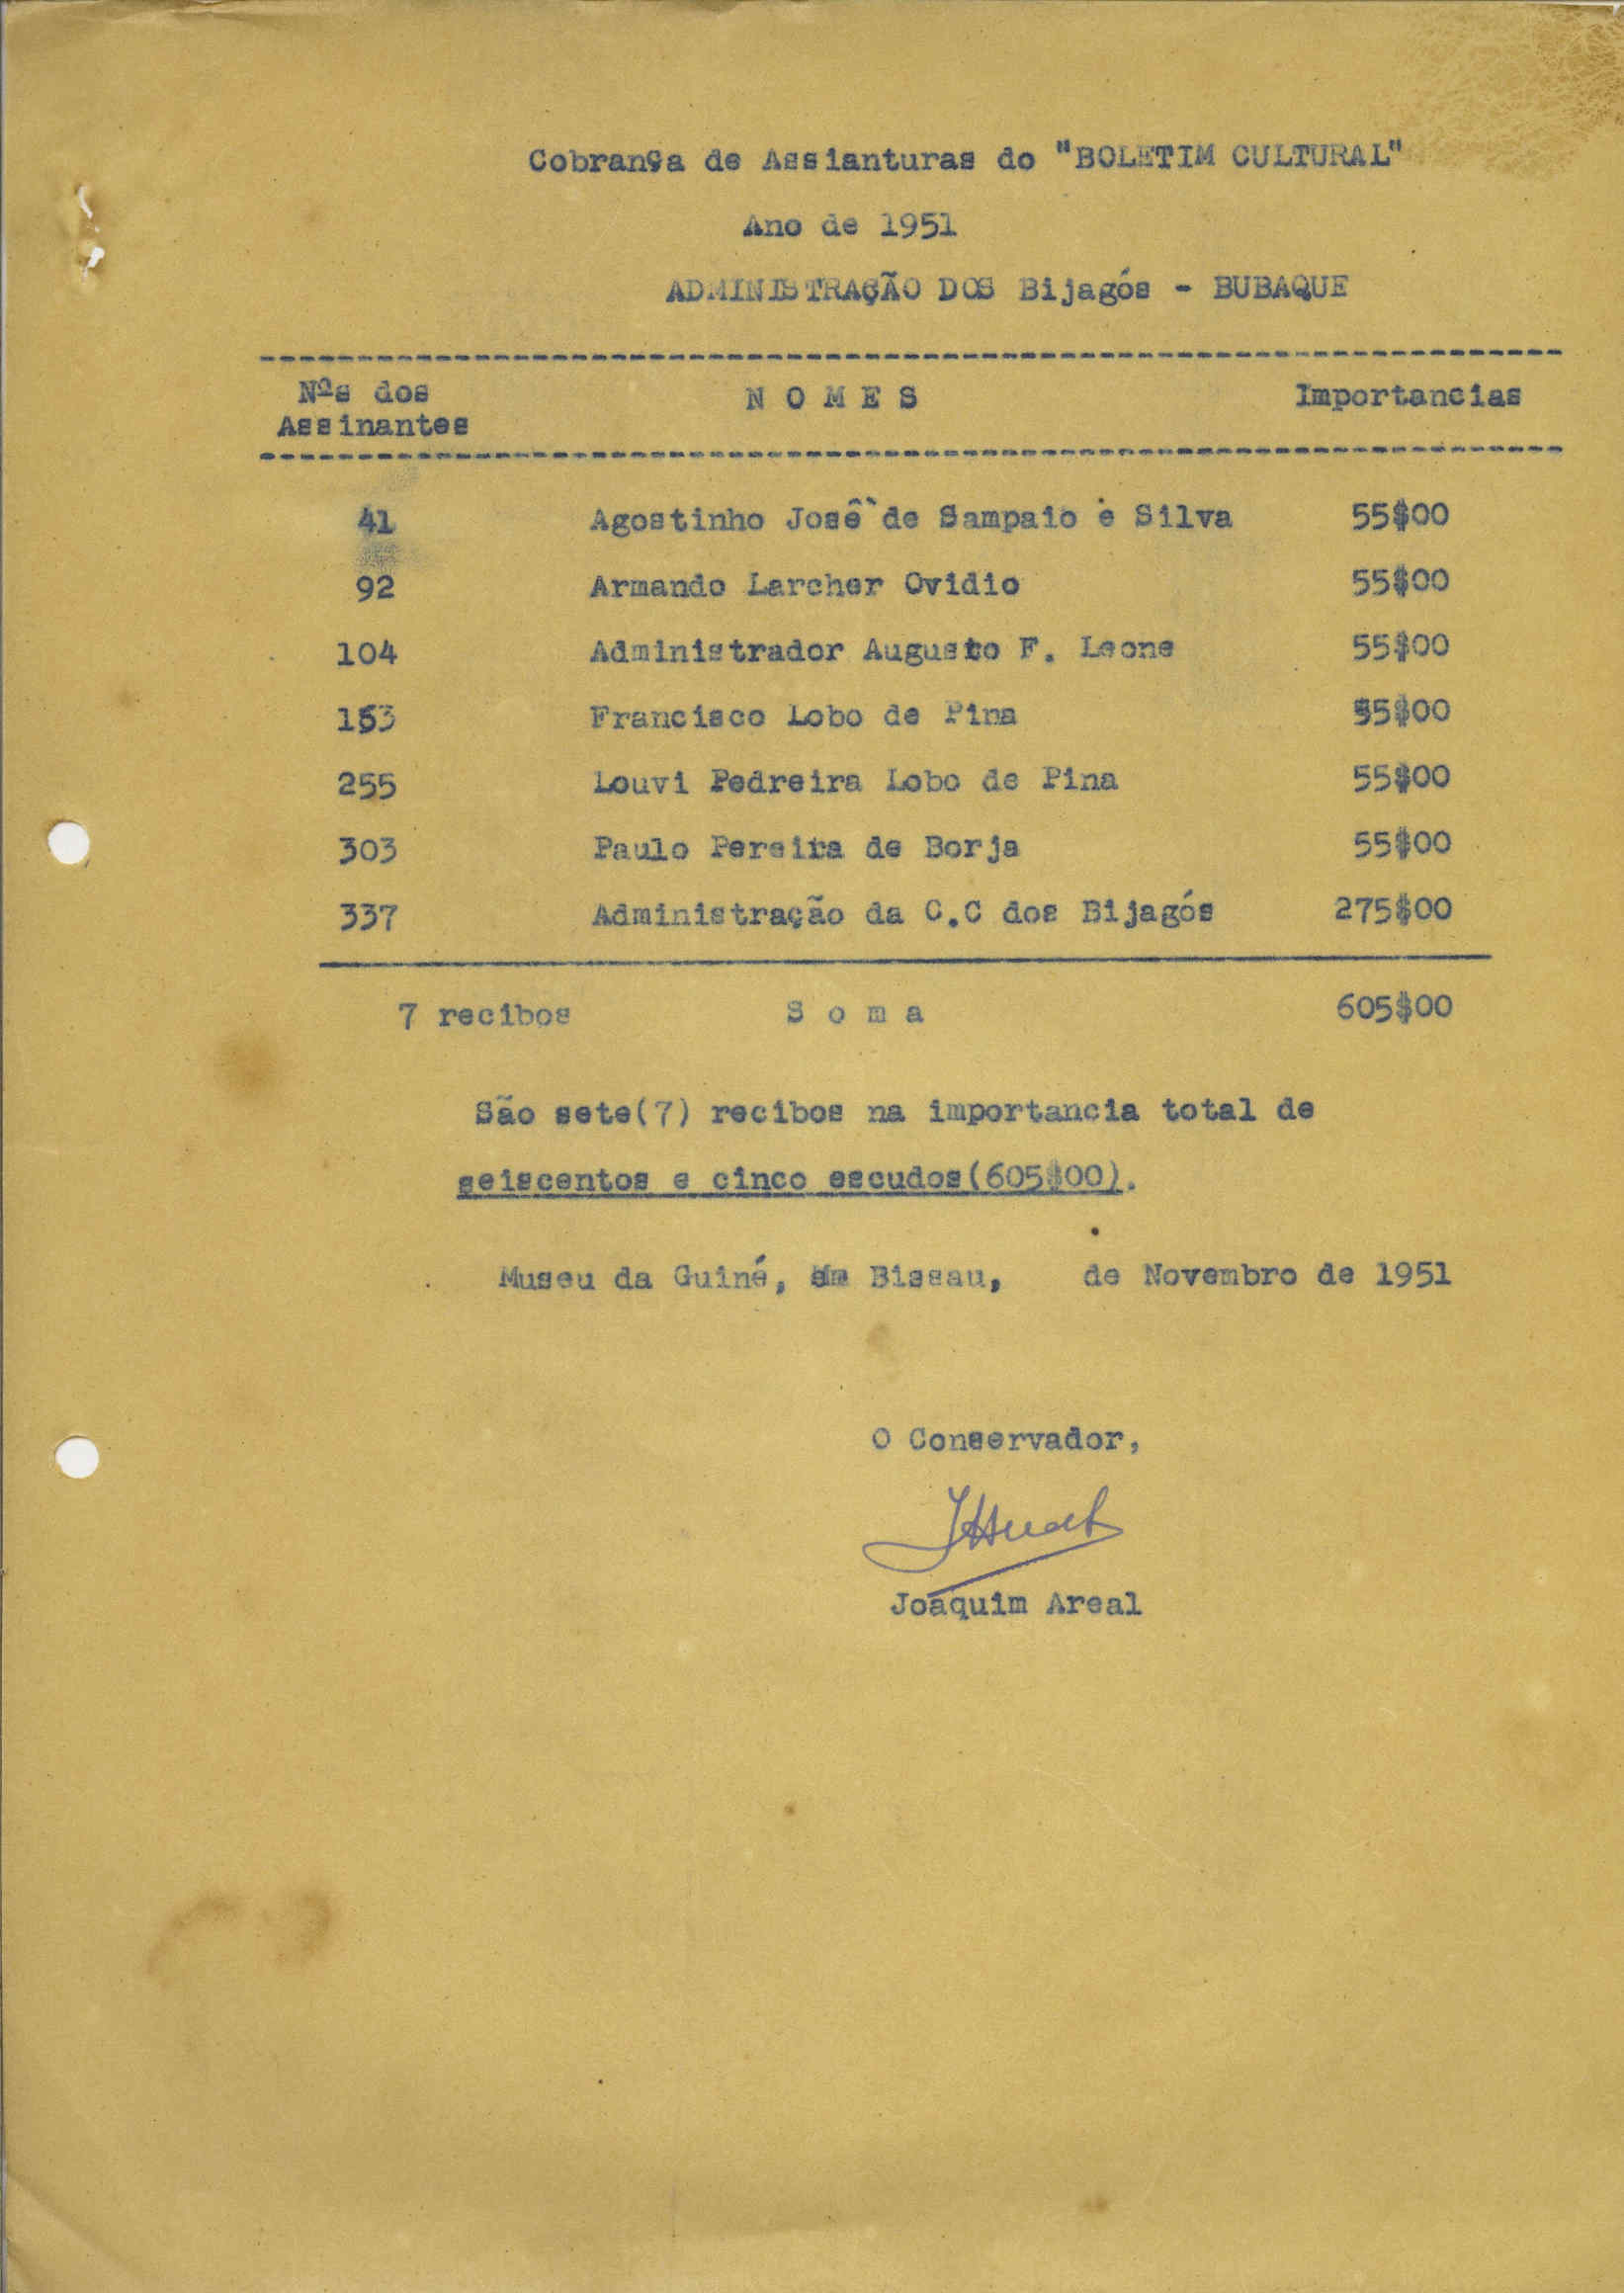 Cobrança de Assianturas do "BOLETIM CULTURAL"
Ano de 1951
ADMINISTRAÇÃO DOS Bijagós - BUBAQUE
Nºs dos Assinantes N O M E S Importancias
41 Agostinho José de Sampaio e Silva 55$00
92 Armando Larcher Ovidio 55$00
104 Administrador Augusto F. Leone 55$00
153 Francisco Lobo de Pina 55$00
255 Louvi Pedreira Lobo de Pina 55$00
303 Paulo Pereira de Borja 55$00
337 Administração da C.C dos Bijagós 275$00
7 recibos S o m a 605$00
São sete(7) recibos na importancia total de
seiscentos e cinco escudos(605$00).
Museu da Guiné, em Bissau, de Novembro de 1951
O Conservador,
Joaquim Areal